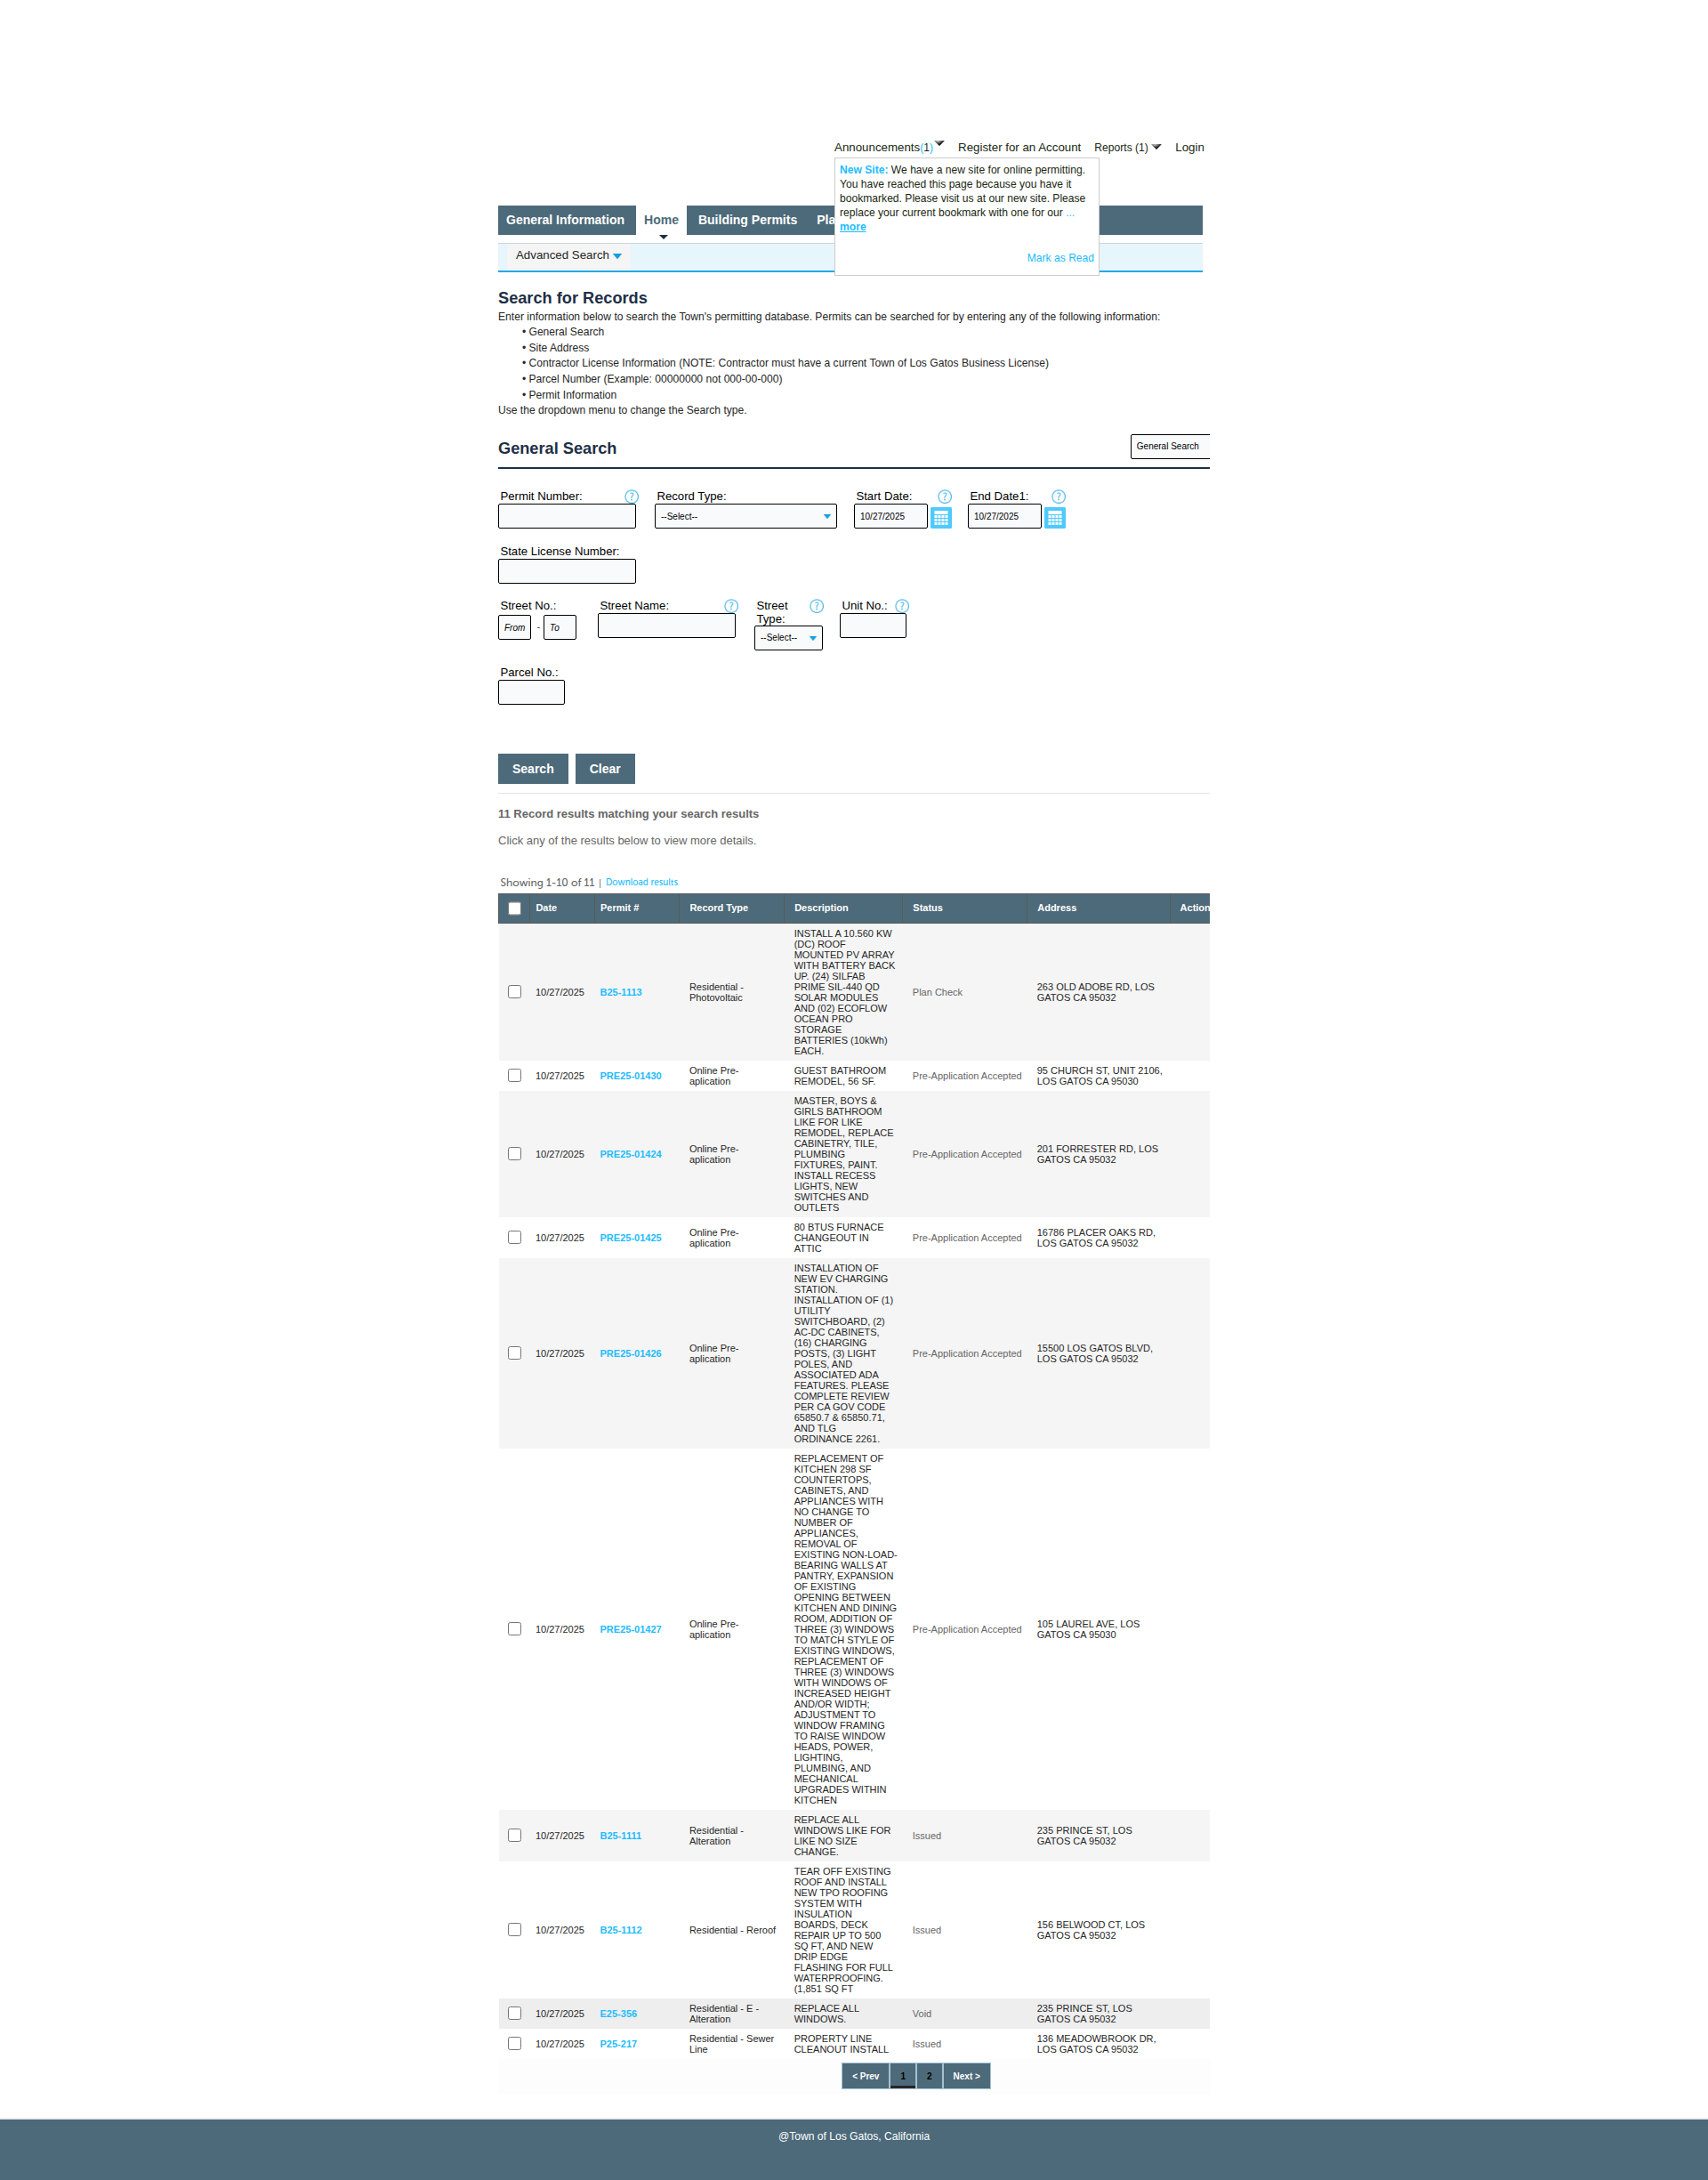 Announcements(1) Register for an Account Reports (1) Login
New Site: We have a new site for online permitting.
You have reached this page because you have it
bookmarked. Please visit us at our new site. Please
replace your current bookmark with one for our ...
more
Mark as Read
General Information Home Building Permits Pla
Advanced Search
Search for Records
Enter information below to search the Town's permitting database. Permits can be searched for by entering any of the following information:
• General Search
• Site Address
• Contractor License Information (NOTE: Contractor must have a current Town of Los Gatos Business License)
• Parcel Number (Example: 00000000 not 000-00-000)
• Permit Information
Use the dropdown menu to change the Search type.
General Search
General Search
Permit Number: ? Record Type: Start Date: ? End Date1: ?
--Select-- 10/27/2025 10/27/2025
State License Number:
Street No.: Street Name: ? Street ? Unit No.: ?
Type:
From - To
--Select--
Parcel No.:
Search Clear
11 Record results matching your search results
Click any of the results below to view more details.
Showing 1-10 of 11 | Download results
Date Permit # Record Type Description Status Address Action
10/27/2025 B25-1113
Residential -
Photovoltaic
INSTALL A 10.560 KW
(DC) ROOF
MOUNTED PV ARRAY
WITH BATTERY BACK
UP. (24) SILFAB
PRIME SIL-440 QD
SOLAR MODULES
AND (02) ECOFLOW
OCEAN PRO
STORAGE
BATTERIES (10kWh)
EACH.
Plan Check
263 OLD ADOBE RD, LOS
GATOS CA 95032
10/27/2025 PRE25-01430
Online Pre-
aplication
GUEST BATHROOM
REMODEL, 56 SF.
Pre-Application Accepted
95 CHURCH ST, UNIT 2106,
LOS GATOS CA 95030
10/27/2025 PRE25-01424
Online Pre-
aplication
MASTER, BOYS &
GIRLS BATHROOM
LIKE FOR LIKE
REMODEL, REPLACE
CABINETRY, TILE,
PLUMBING
FIXTURES, PAINT.
INSTALL RECESS
LIGHTS, NEW
SWITCHES AND
OUTLETS
Pre-Application Accepted
201 FORRESTER RD, LOS
GATOS CA 95032
10/27/2025 PRE25-01425
Online Pre-
aplication
80 BTUS FURNACE
CHANGEOUT IN
ATTIC
Pre-Application Accepted
16786 PLACER OAKS RD,
LOS GATOS CA 95032
10/27/2025 PRE25-01426
Online Pre-
aplication
INSTALLATION OF
NEW EV CHARGING
STATION.
INSTALLATION OF (1)
UTILITY
SWITCHBOARD, (2)
AC-DC CABINETS,
(16) CHARGING
POSTS, (3) LIGHT
POLES, AND
ASSOCIATED ADA
FEATURES. PLEASE
COMPLETE REVIEW
PER CA GOV CODE
65850.7 & 65850.71,
AND TLG
ORDINANCE 2261.
Pre-Application Accepted
15500 LOS GATOS BLVD,
LOS GATOS CA 95032
10/27/2025 PRE25-01427
Online Pre-
aplication
REPLACEMENT OF
KITCHEN 298 SF
COUNTERTOPS,
CABINETS, AND
APPLIANCES WITH
NO CHANGE TO
NUMBER OF
APPLIANCES,
REMOVAL OF
EXISTING NON-LOAD-
BEARING WALLS AT
PANTRY, EXPANSION
OF EXISTING
OPENING BETWEEN
KITCHEN AND DINING
ROOM, ADDITION OF
THREE (3) WINDOWS
TO MATCH STYLE OF
EXISTING WINDOWS,
REPLACEMENT OF
THREE (3) WINDOWS
WITH WINDOWS OF
INCREASED HEIGHT
AND/OR WIDTH;
ADJUSTMENT TO
WINDOW FRAMING
TO RAISE WINDOW
HEADS, POWER,
LIGHTING,
PLUMBING, AND
MECHANICAL
UPGRADES WITHIN
KITCHEN
Pre-Application Accepted
105 LAUREL AVE, LOS
GATOS CA 95030
10/27/2025 B25-1111
Residential -
Alteration
REPLACE ALL
WINDOWS LIKE FOR
LIKE NO SIZE
CHANGE.
Issued
235 PRINCE ST, LOS
GATOS CA 95032
10/27/2025 B25-1112
Residential - Reroof
TEAR OFF EXISTING
ROOF AND INSTALL
NEW TPO ROOFING
SYSTEM WITH
INSULATION
BOARDS, DECK
REPAIR UP TO 500
SQ FT, AND NEW
DRIP EDGE
FLASHING FOR FULL
WATERPROOFING.
(1,851 SQ FT
Issued
156 BELWOOD CT, LOS
GATOS CA 95032
10/27/2025 E25-356
Residential - E -
Alteration
REPLACE ALL
WINDOWS.
Void
235 PRINCE ST, LOS
GATOS CA 95032
10/27/2025 P25-217
Residential - Sewer
Line
PROPERTY LINE
CLEANOUT INSTALL
Issued
136 MEADOWBROOK DR,
LOS GATOS CA 95032
< Prev 1 2 Next >
@Town of Los Gatos, California